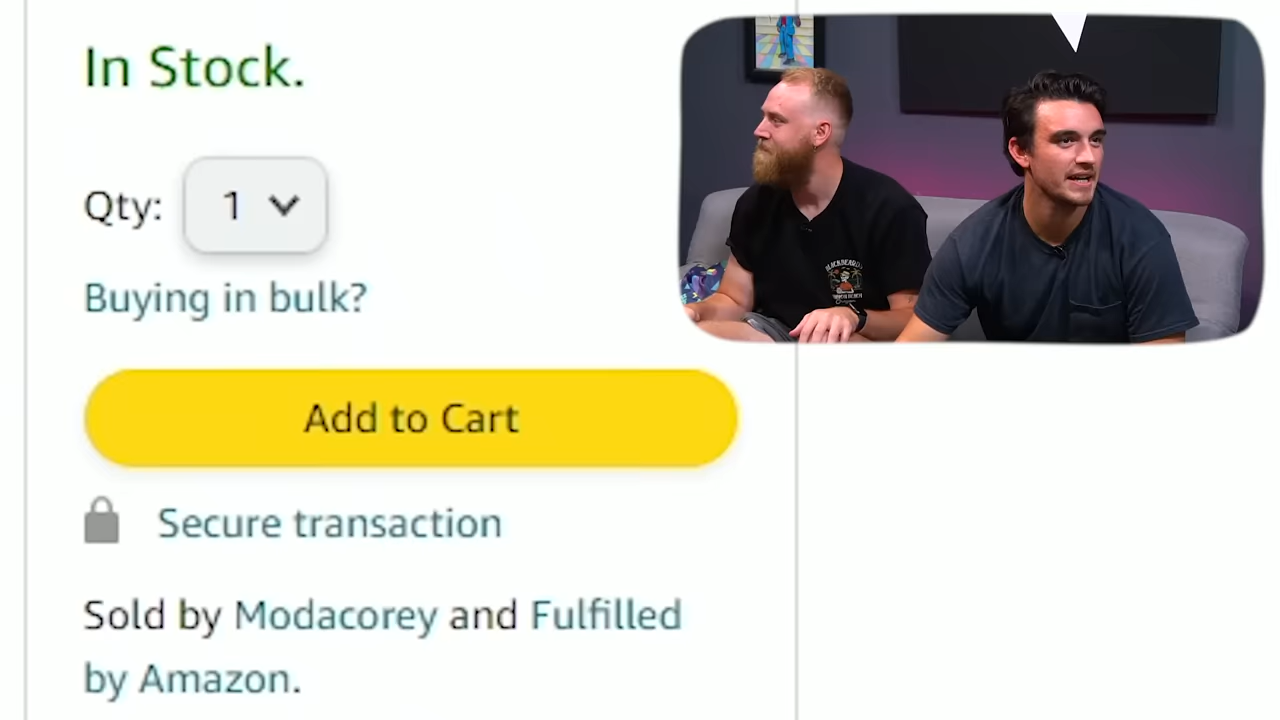 In Stock.
Qty: 1
Buying in bulk?
Add to Cart
Secure transaction
Sold by Modacorey and Fulfilled
by Amazon.